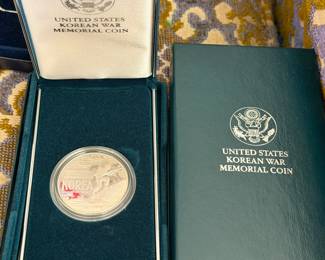 UNITED STATES
KOREAN WAR
MEMORIAL COIN
KOREA
UNITED STATES
KOREAN WAR
MEMORIAL COIN